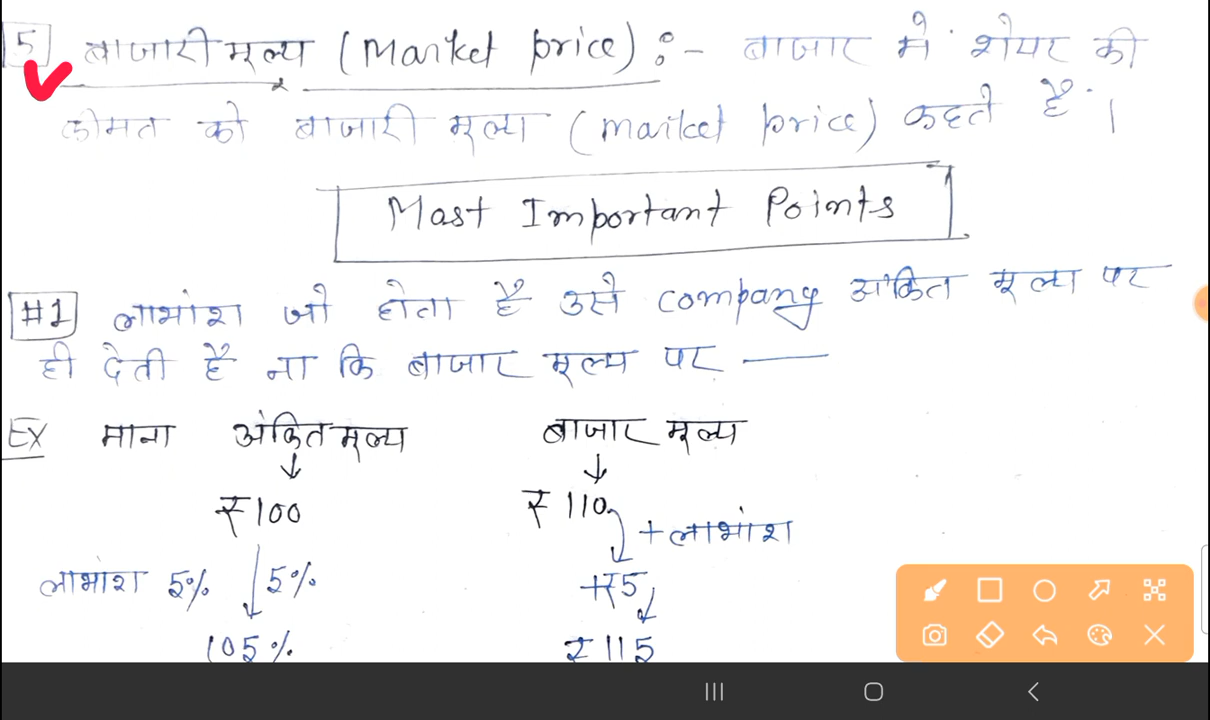 5 बाजारी मूल्य (Market price) :- बाजार में शेयर की
कीमत को बाजारी मूल्य (market price) कहते हैं।
Most Important Points
#1 लाभांश जो होता है उसे company अंकित मूल्य पर
ही देती है ना कि बाजार मूल्य पर —
EX माना अंकित मूल्य बाजार मूल्य
↓ ↓
₹100 ₹110
+लाभांश
लाभांश 5% 5% +₹5
105% ₹115